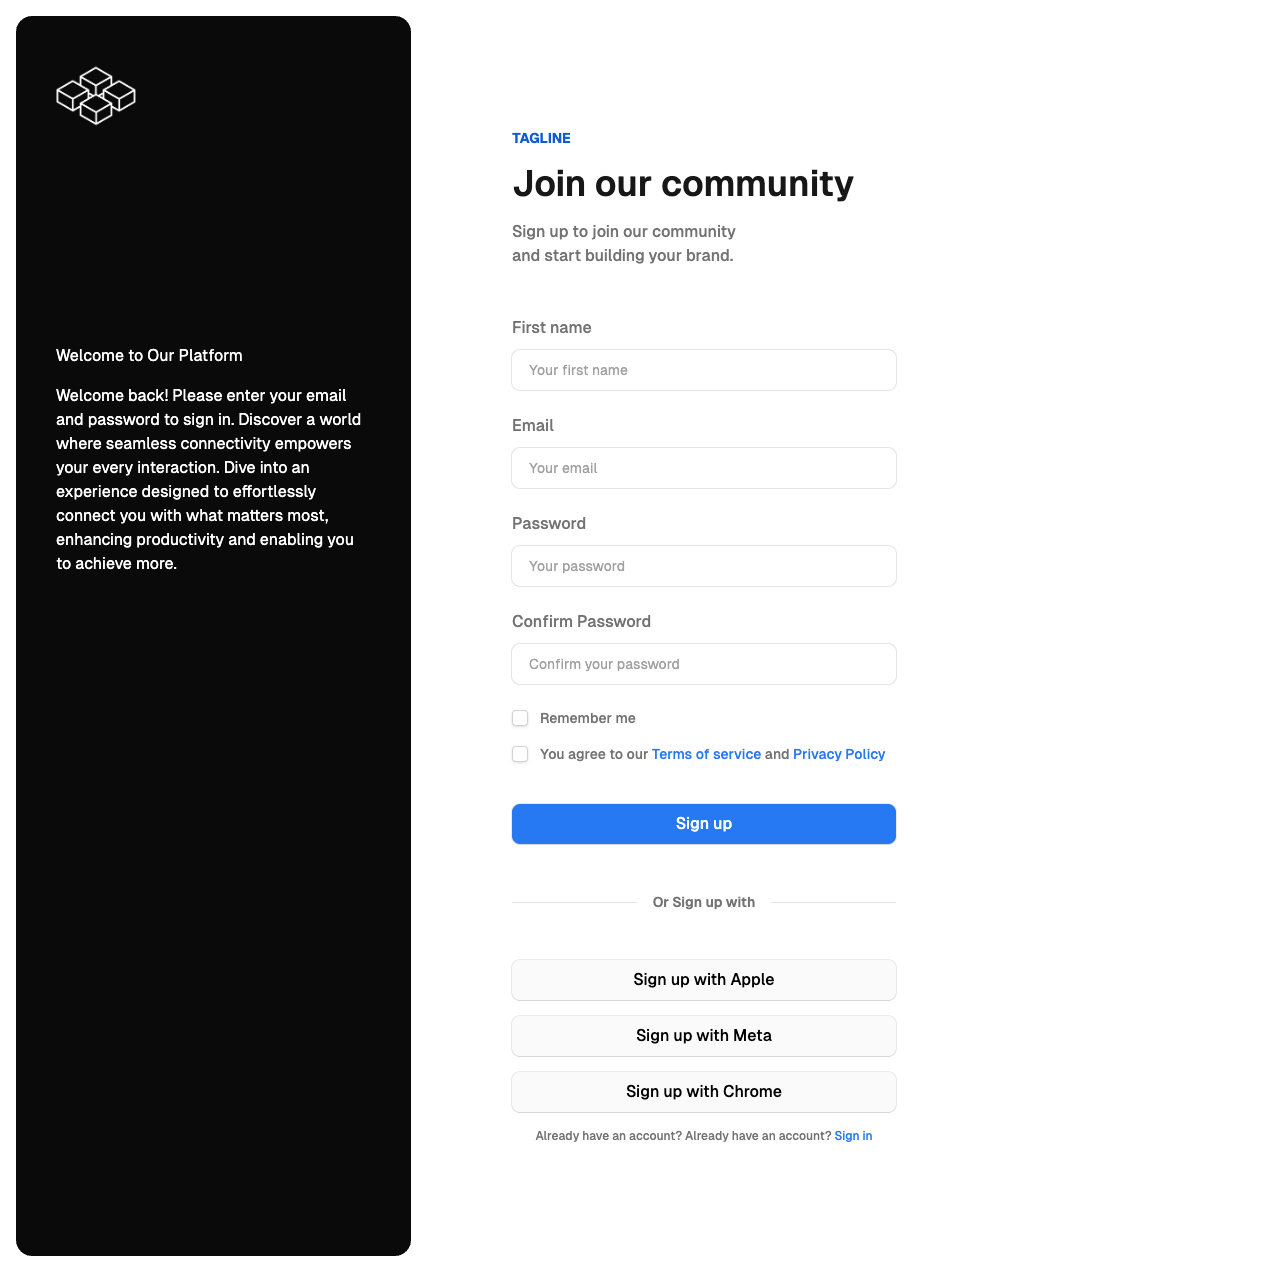 Welcome to Our Platform
Welcome back! Please enter your email
and password to sign in. Discover a world
where seamless connectivity empowers
your every interaction. Dive into an
experience designed to effortlessly
connect you with what matters most,
enhancing productivity and enabling you
to achieve more.
TAGLINE
Join our community
Sign up to join our community
and start building your brand.
First name
Your first name
Email
Your email
Password
Your password
Confirm Password
Confirm your password
Remember me
You agree to our Terms of service and Privacy Policy
Sign up
Or Sign up with
Sign up with Apple
Sign up with Meta
Sign up with Chrome
Already have an account? Already have an account? Sign in